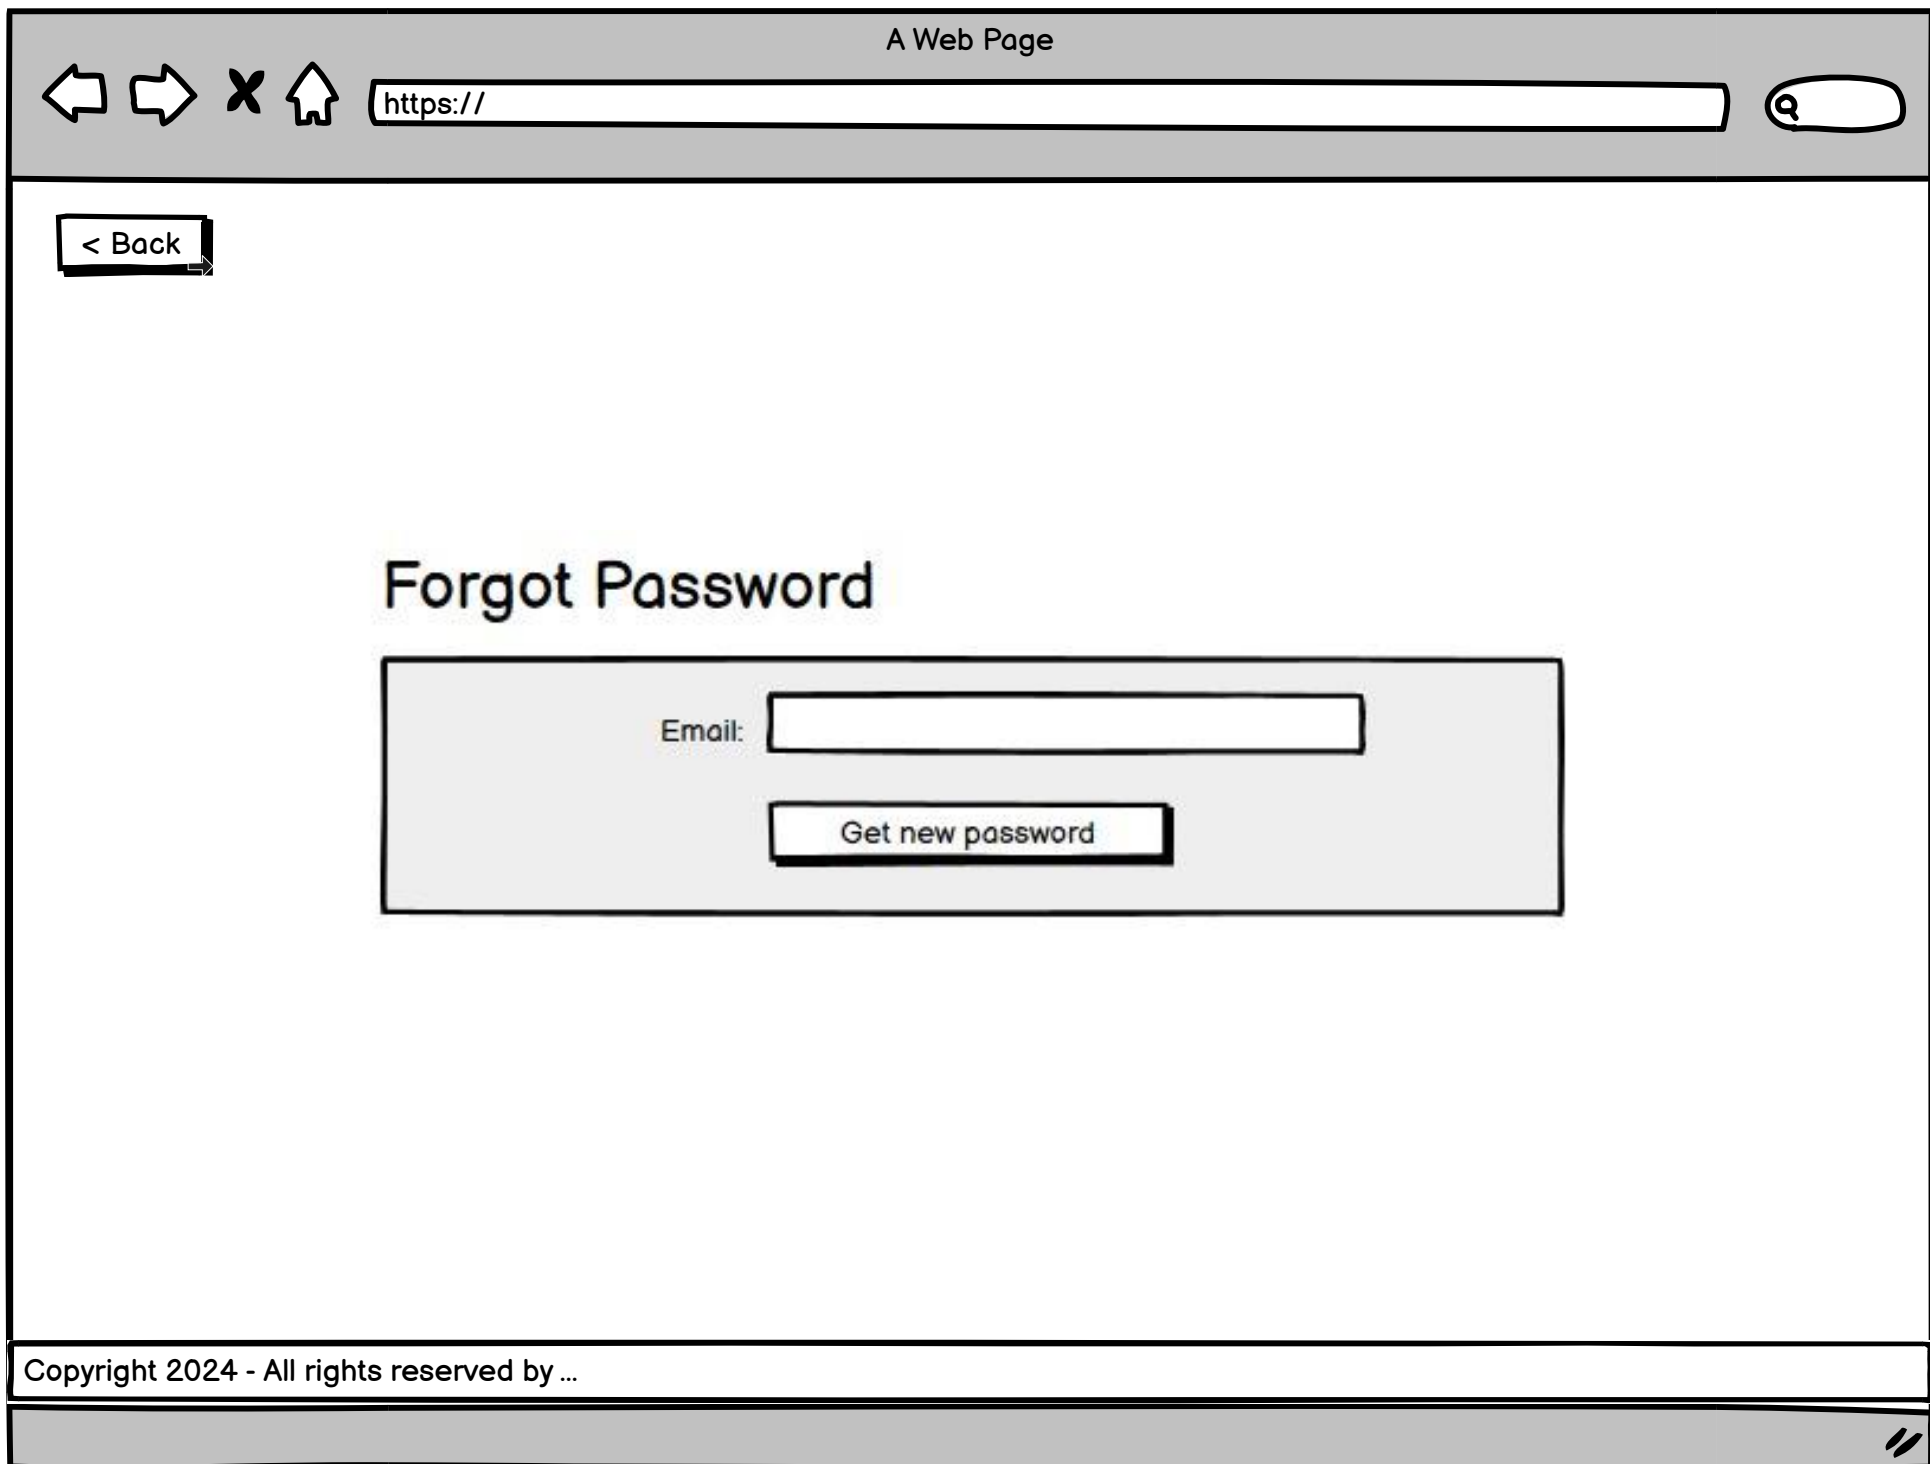 A Web Page
https://
< Back
Forgot Password
Email:
Get new password
Copyright 2024 - All rights reserved by ...